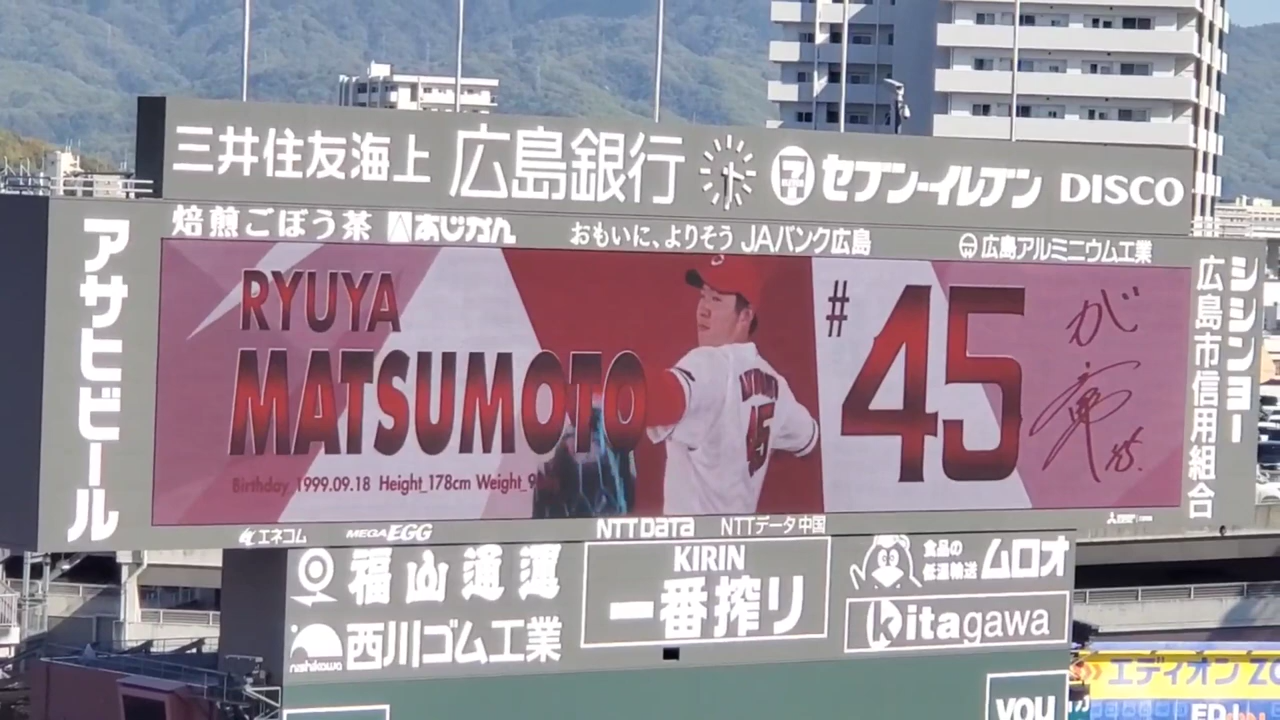 三井住友海上 広島銀行 セブン-イレブン DISCO
焙煎ごぼう茶 あじかん おもいに、よりそう JAバンク広島 広島アルミニウム工業
アサヒビール
RYUYA
MATSUMOTO
Birthday_1999.09.18 Height_178cm Weight_9
#45
45
が
45.
シシンヨー
広島市信用組合
エネコム MEGA EGG NTT DATA NTTデータ中国
福山通運
nishikawa 西川ゴム工業
KIRIN
一番搾り
食品の
低温輸送 ムロオ
kitagawa
エディオン
YOU